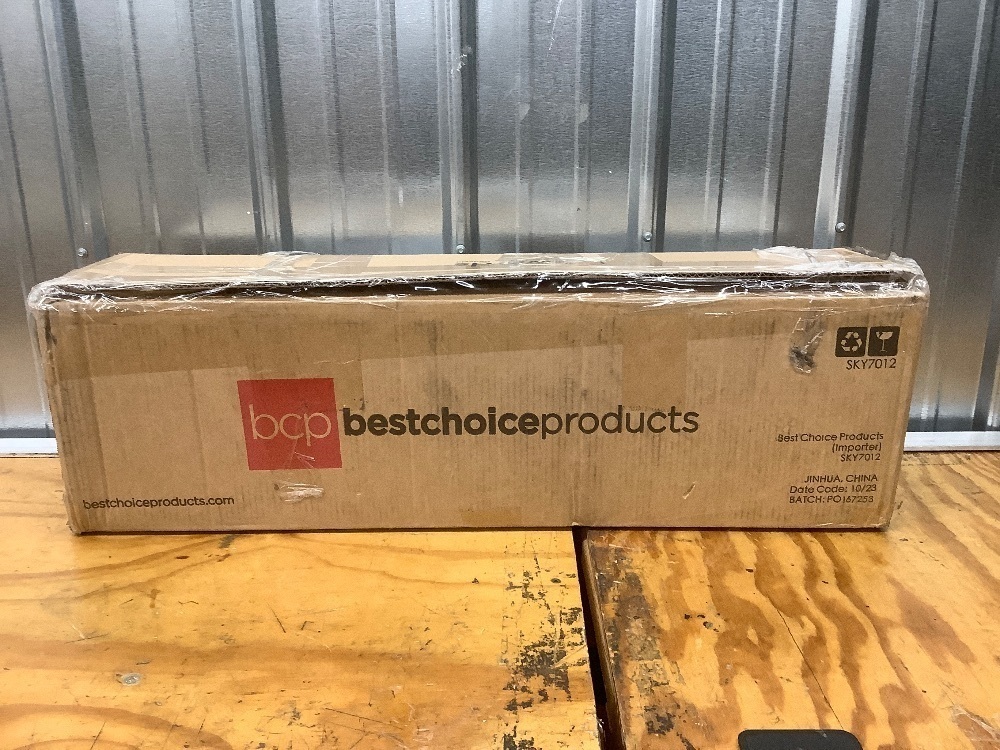 SKY7012
bcp bestchoiceproducts
Best Choice Products
(Importer)
SKY7012
JINHUA, CHINA
Date Code: 10/23
BATCH: PO167253
bestchoiceproducts.com